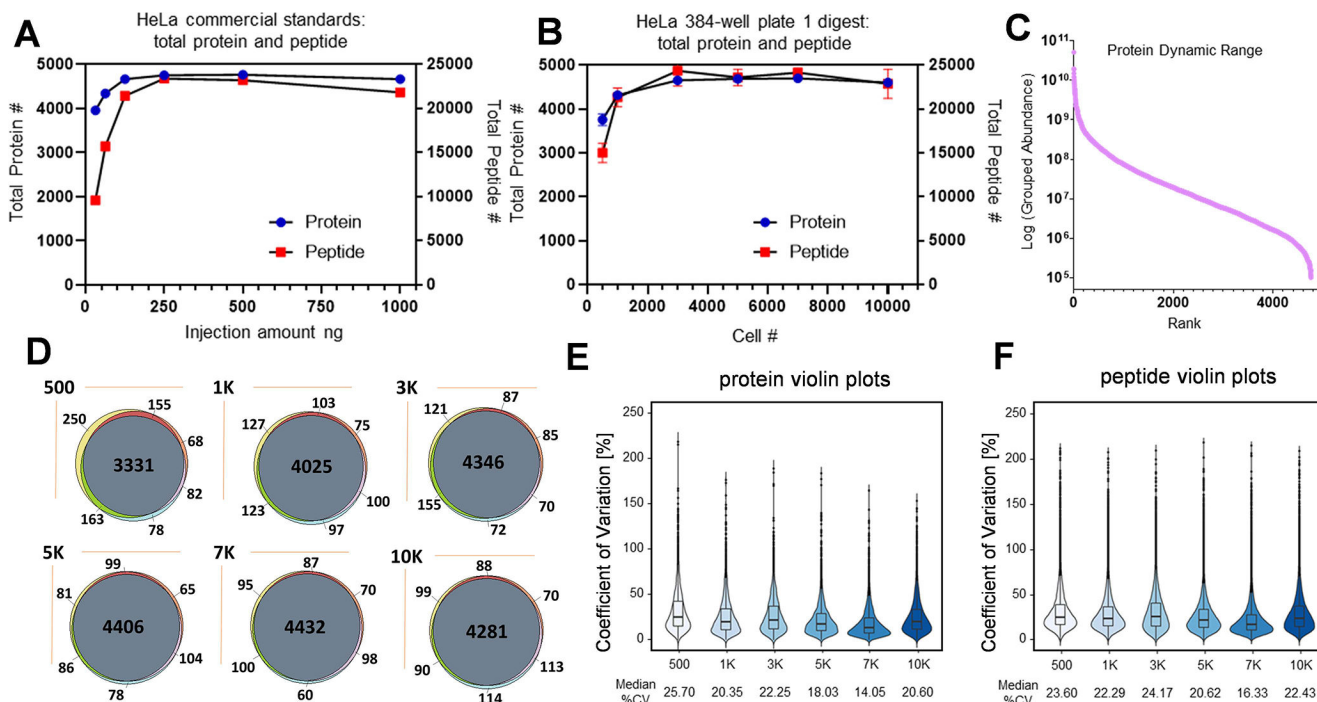 A
HeLa commercial standards:
total protein and peptide
5000
4000
3000
2000
1000
0
Total Protein #
25000
20000
15000
10000
5000
0
Total Peptide #
Protein
Peptide
0 250 500 750 1000
Injection amount ng
B
HeLa 384-well plate 1 digest:
total protein and peptide
5000
4000
3000
2000
1000
0
Total Protein #
25000
20000
15000
10000
5000
0
Total Peptide #
Protein
Peptide
0 2000 4000 6000 8000 10000
Cell #
C
Protein Dynamic Range
10¹¹
10¹⁰
10⁹
10⁸
10⁷
10⁶
10⁵
Log (Grouped Abundance)
0 2000 4000
Rank
D
500
250
155
68
3331
82
163
78
1K
103
127
75
4025
100
123
97
3K
87
121
85
4346
70
155
72
5K
99
81
65
4406
104
86
78
7K
87
95
70
4432
98
100
60
10K
88
99
70
4281
113
90
114
E
protein violin plots
250
200
150
100
50
0
Coefficient of Variation [%]
500 1K 3K 5K 7K 10K
Median
%CV
25.70 20.35 22.25 18.03 14.05 20.60
F
peptide violin plots
250
200
150
100
50
0
Coefficient of Variation [%]
500 1K 3K 5K 7K 10K
Median
%CV
23.60 22.29 24.17 20.62 16.33 22.43